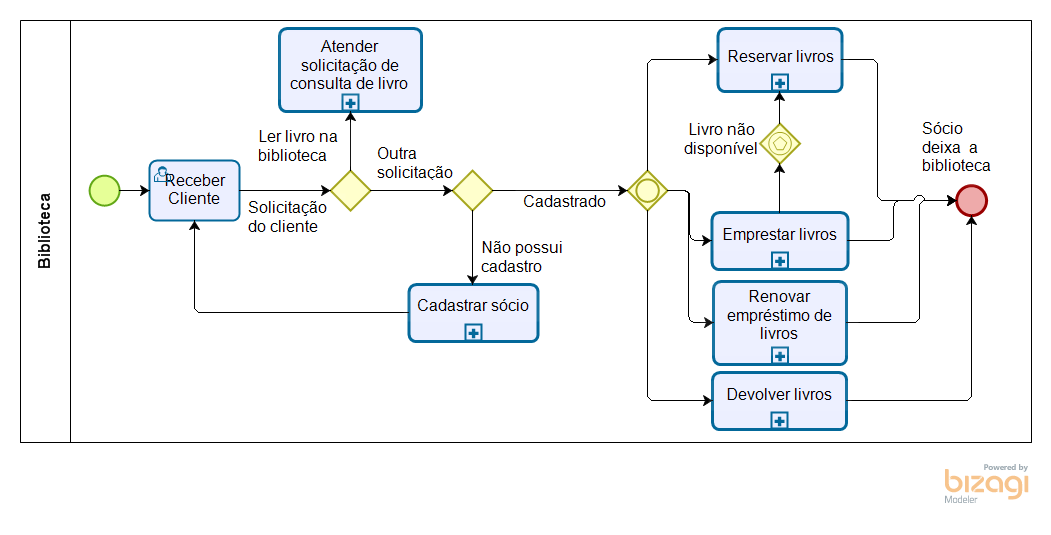 Biblioteca
Atender
solicitação de
consulta de livro
Ler livro na
biblioteca
Receber
Cliente
Solicitação
do cliente
Outra
solicitação
Não possui
cadastro
Cadastrar sócio
Cadastrado
Reservar livros
Livro não
disponível
Emprestar livros
Renovar
empréstimo de
livros
Devolver livros
Sócio
deixa a
biblioteca
Powered by
bizagi
Modeler